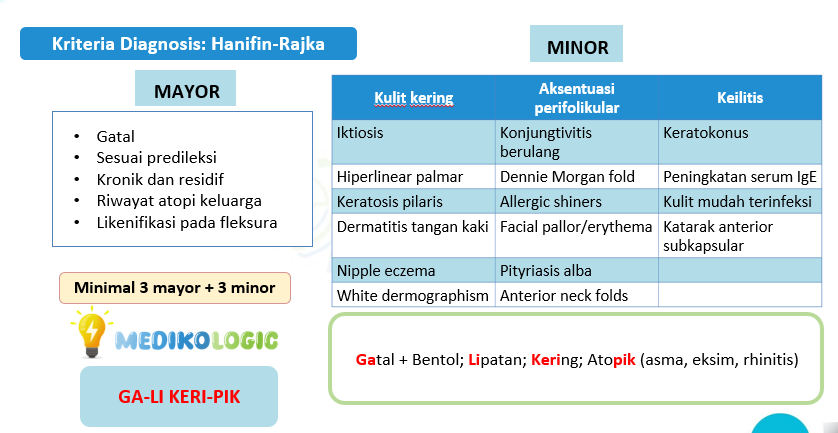 Kriteria Diagnosis: Hanifin-Rajka
MAYOR
• Gatal
• Sesuai predileksi
• Kronik dan residif
• Riwayat atopi keluarga
• Likenifikasi pada fleksura
Minimal 3 mayor + 3 minor
MEDIKOLOGIC
GA-LI KERI-PIK
MINOR
Kulit kering
Aksentuasi
perifolikular
Keilitis
Iktiosis
Konjungtivitis
berulang
Keratokonus
Hiperlinear palmar
Dennie Morgan fold
Peningkatan serum IgE
Keratosis pilaris
Allergic shiners
Kulit mudah terinfeksi
Dermatitis tangan kaki
Facial pallor/erythema
Katarak anterior
subkapsular
Nipple eczema
Pityriasis alba
White dermographism
Anterior neck folds
Gatal + Bentol; Lipatan; Kering; Atopik (asma, eksim, rhinitis)